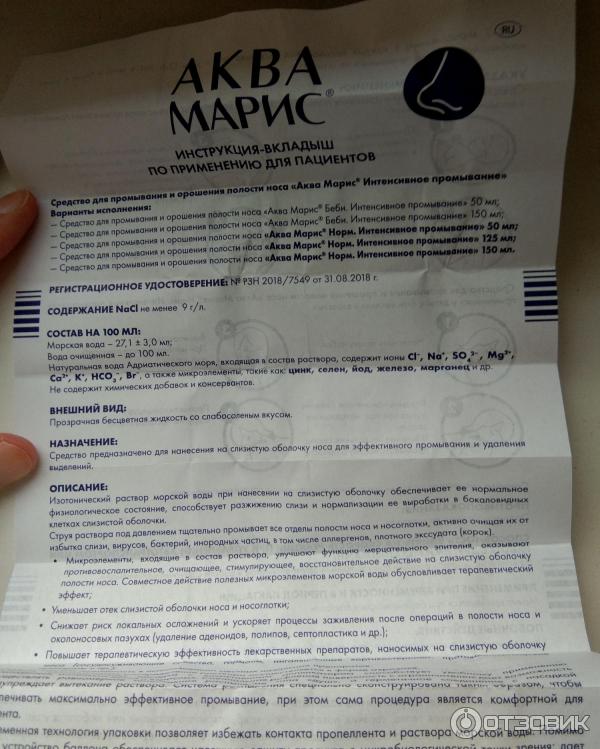 RU
АКВА
МАРИС®
ИНСТРУКЦИЯ-ВКЛАДЫШ
ПО ПРИМЕНЕНИЮ ДЛЯ ПАЦИЕНТОВ
Средство для промывания и орошения полости носа «Аква Марис® Интенсивное промывание»
Варианты исполнения:
– Средство для промывания и орошения полости носа «Аква Марис® Беби. Интенсивное промывание» 50 мл;
– Средство для промывания и орошения полости носа «Аква Марис® Беби. Интенсивное промывание» 150 мл;
– Средство для промывания и орошения полости носа «Аква Марис® Норм. Интенсивное промывание» 50 мл;
– Средство для промывания и орошения полости носа «Аква Марис® Норм. Интенсивное промывание» 125 мл;
– Средство для промывания и орошения полости носа «Аква Марис® Норм. Интенсивное промывание» 150 мл.
РЕГИСТРАЦИОННОЕ УДОСТОВЕРЕНИЕ: № РЗН 2018/7549 от 31.08.2018 г.
СОДЕРЖАНИЕ NaCl не менее 9 г/л.
СОСТАВ НА 100 МЛ:
Морская вода – 27,1 ± 3,0 мл;
Вода очищенная – до 100 мл.
Натуральная вода Адриатического моря, входящая в состав раствора, содержит ионы Cl⁻, Na⁺, SO₄²⁻, Mg²⁺,
Ca²⁺, K⁺, HCO₃⁻, Br⁻, а также микроэлементы, такие как: цинк, селен, йод, железо, марганец и др.
Не содержит химических добавок и консервантов.
ВНЕШНИЙ ВИД:
Прозрачная бесцветная жидкость со слабосоленым вкусом.
НАЗНАЧЕНИЕ:
Средство предназначено для нанесения на слизистую оболочку носа для эффективного промывания и удаления
выделений.
ОПИСАНИЕ:
Изотонический раствор морской воды при нанесении на слизистую оболочку обеспечивает ее нормальное
физиологическое состояние, способствует разжижению слизи и нормализации ее выработки в бокаловидных
клетках слизистой оболочки.
Струя раствора под давлением тщательно промывает все отделы полости носа и носоглотки, активно очищая их от
избытка слизи, вирусов, бактерий, инородных частиц, в том числе аллергенов, плотного экссудата (корок).
• Микроэлементы, входящие в состав раствора, улучшают функцию мерцательного эпителия, оказывают
противовоспалительное, очищающее, стимулирующее, восстановительное действие на слизистую оболочку
полости носа. Совместное действие полезных микроэлементов морской воды обусловливает терапевтический
эффект;
• Уменьшает отек слизистой оболочки носа и носоглотки;
• Снижает риск локальных осложнений и ускоряет процессы заживления после операций в полости носа и
околоносовых пазухах (удаление аденоидов, полипов, септопластика и др.);
• Повышает терапевтическую эффективность лекарственных препаратов, наносимых на слизистую оболочку
вытекание раствора.
максимально эффективное промывание, при этом сама процедура является комфортной для
технология упаковки позволяет избежать контакта пропеллента и раствора морской воды. Помимо
ОТЗОВИК